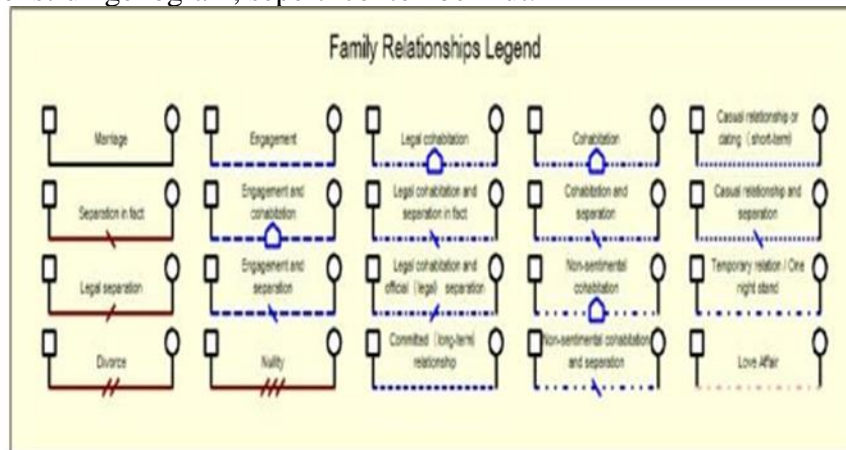 Family Relationships Legend
Marriage
Engagement
Legal cohabitation
Cohabitation
Casual relationship or
dating (short-term)
Separation in fact
Engagement and
cohabitation
Legal cohabitation and
separation in fact
Cohabitation and
separation
Casual relationship and
separation
Legal separation
Engagement and
separation
Legal cohabitation and
official (legal) separation
Non-sentimental
cohabitation
Temporary relation / One
night stand
Divorce
Nullity
Committed (long-term)
relationship
Non-sentimental cohabitation
and separation
Love Affair